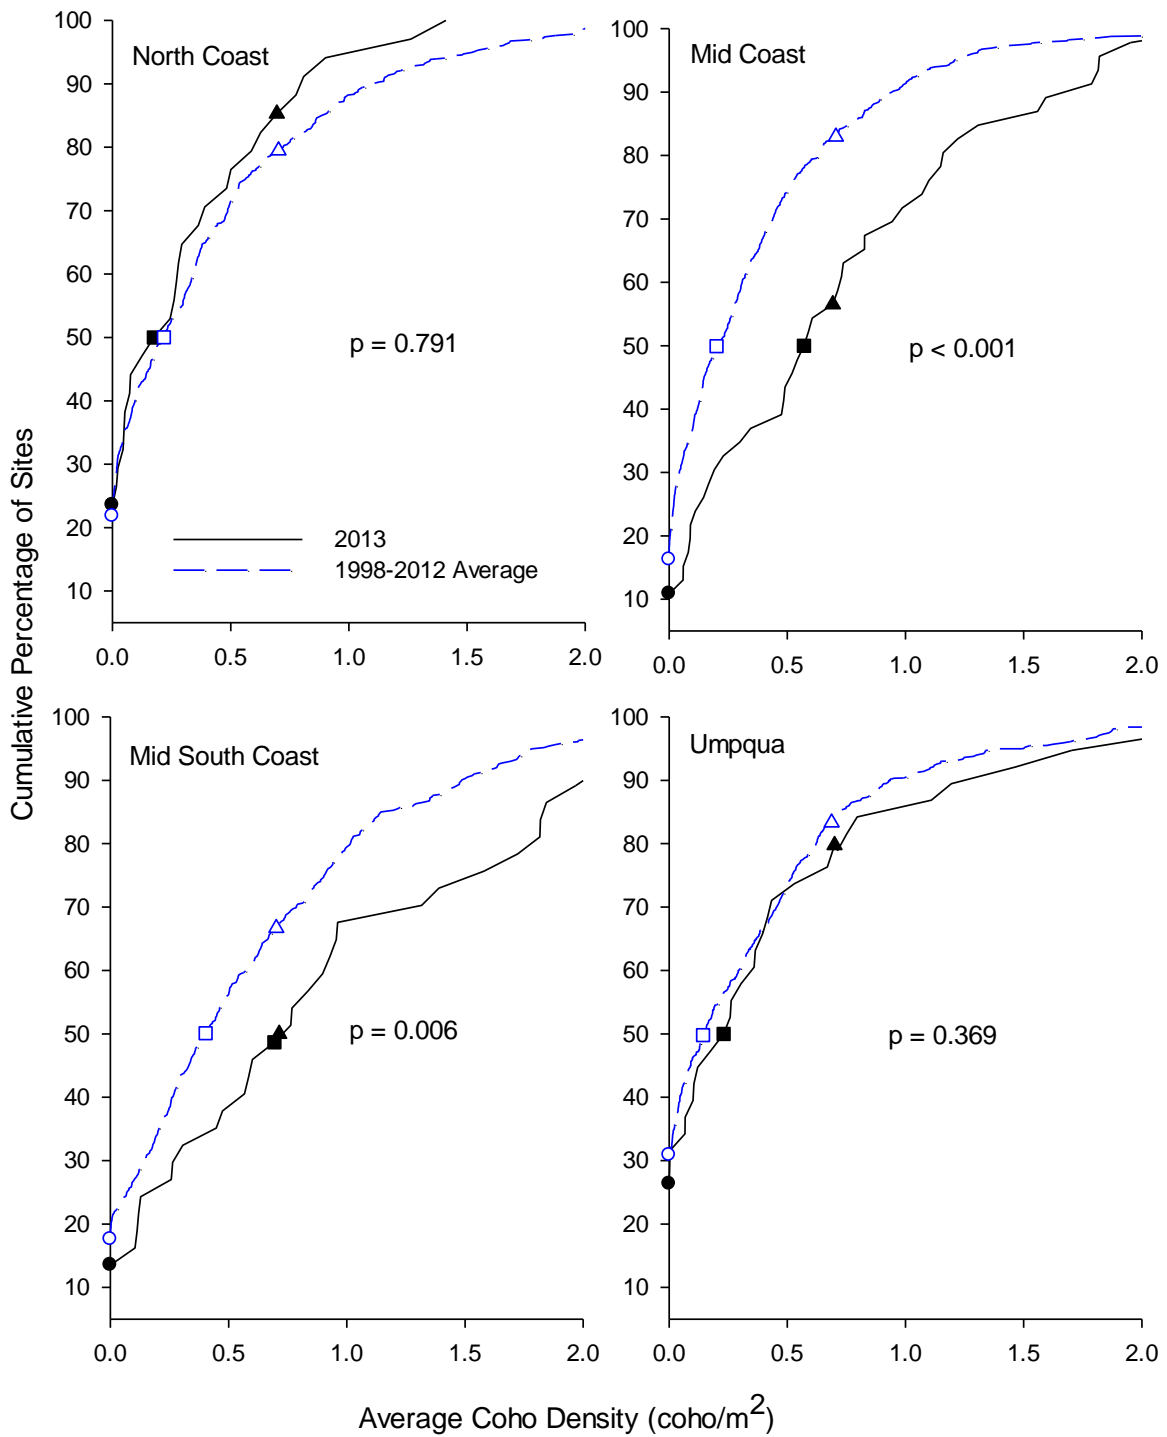 Cumulative Percentage of Sites
North Coast
100
90
80
70
60
50
40
30
20
10
p = 0.791
2013
1998-2012 Average
0.0 0.5 1.0 1.5 2.0
Mid Coast
100
90
80
70
60
50
40
30
20
10
p < 0.001
0.0 0.5 1.0 1.5 2.0
Mid South Coast
100
90
80
70
60
50
40
30
20
10
p = 0.006
0.0 0.5 1.0 1.5 2.0
Umpqua
100
90
80
70
60
50
40
30
20
10
p = 0.369
0.0 0.5 1.0 1.5 2.0
Average Coho Density (coho/m²)